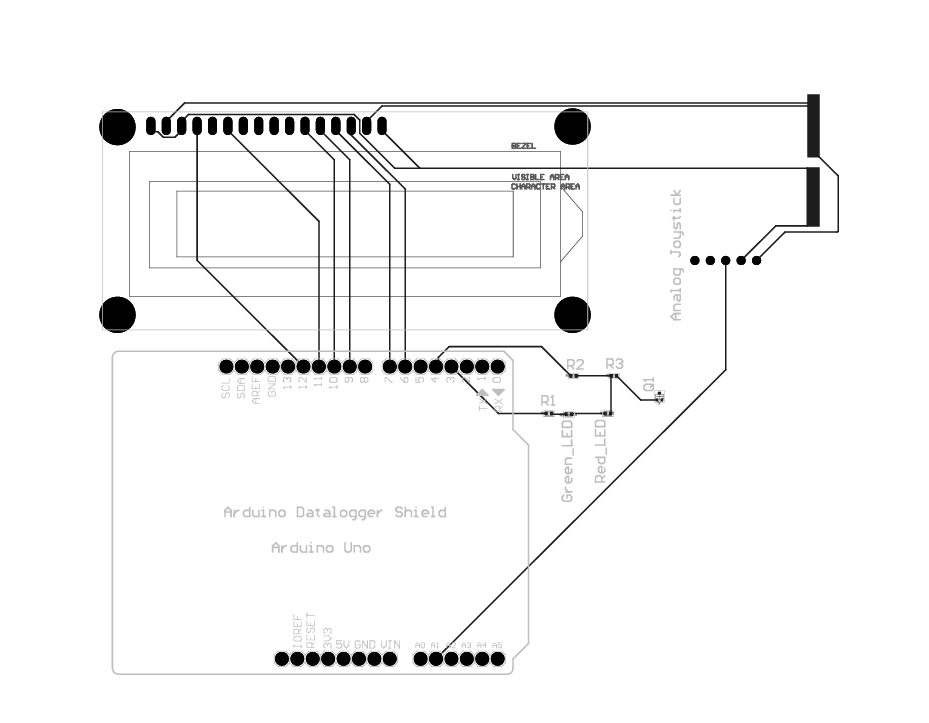 BEZEL
VISIBLE AREA
CHARACTER AREA
Analog Joystick
R2
R3
Q1
SCL
SDA
AREF
GND
13
12
11
10
9
8
7
6
5
4
3
1
0
TX
RX
R1
Green_LED
Red_LED
Arduino Datalogger Shield
Arduino Uno
IOREF
RESET
3V3
5V GND VIN
A0 A1 A2 A3 A4 A5